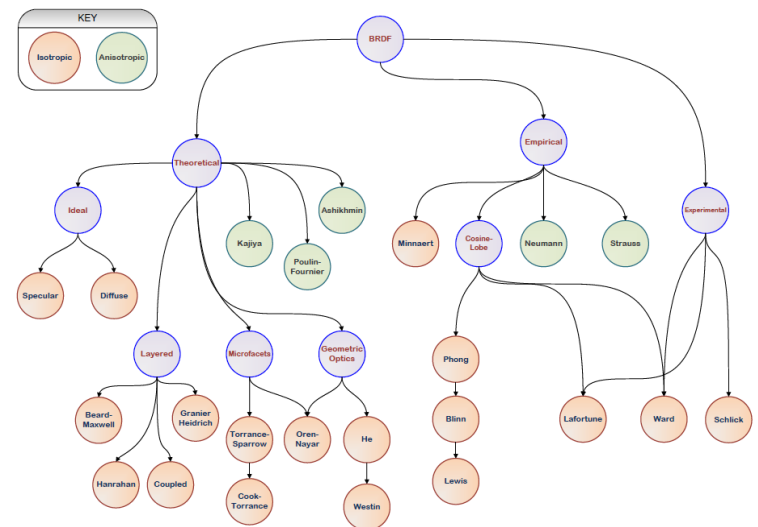 KEY
Isotropic
Anisotropic
BRDF
Theoretical
Empirical
Ideal
Kajiya
Poulin-
Fournier
Ashikhmin
Minnaert
Cosine-
Lobe
Neumann
Strauss
Experimental
Specular
Diffuse
Layered
Microfacets
Geometric
Optics
Phong
Beard-
Maxwell
Granier
Heidrich
Torrance-
Sparrow
Oren-
Nayar
He
Blinn
Lafortune
Ward
Schlick
Hanrahan
Coupled
Cook-
Torrance
Westin
Lewis